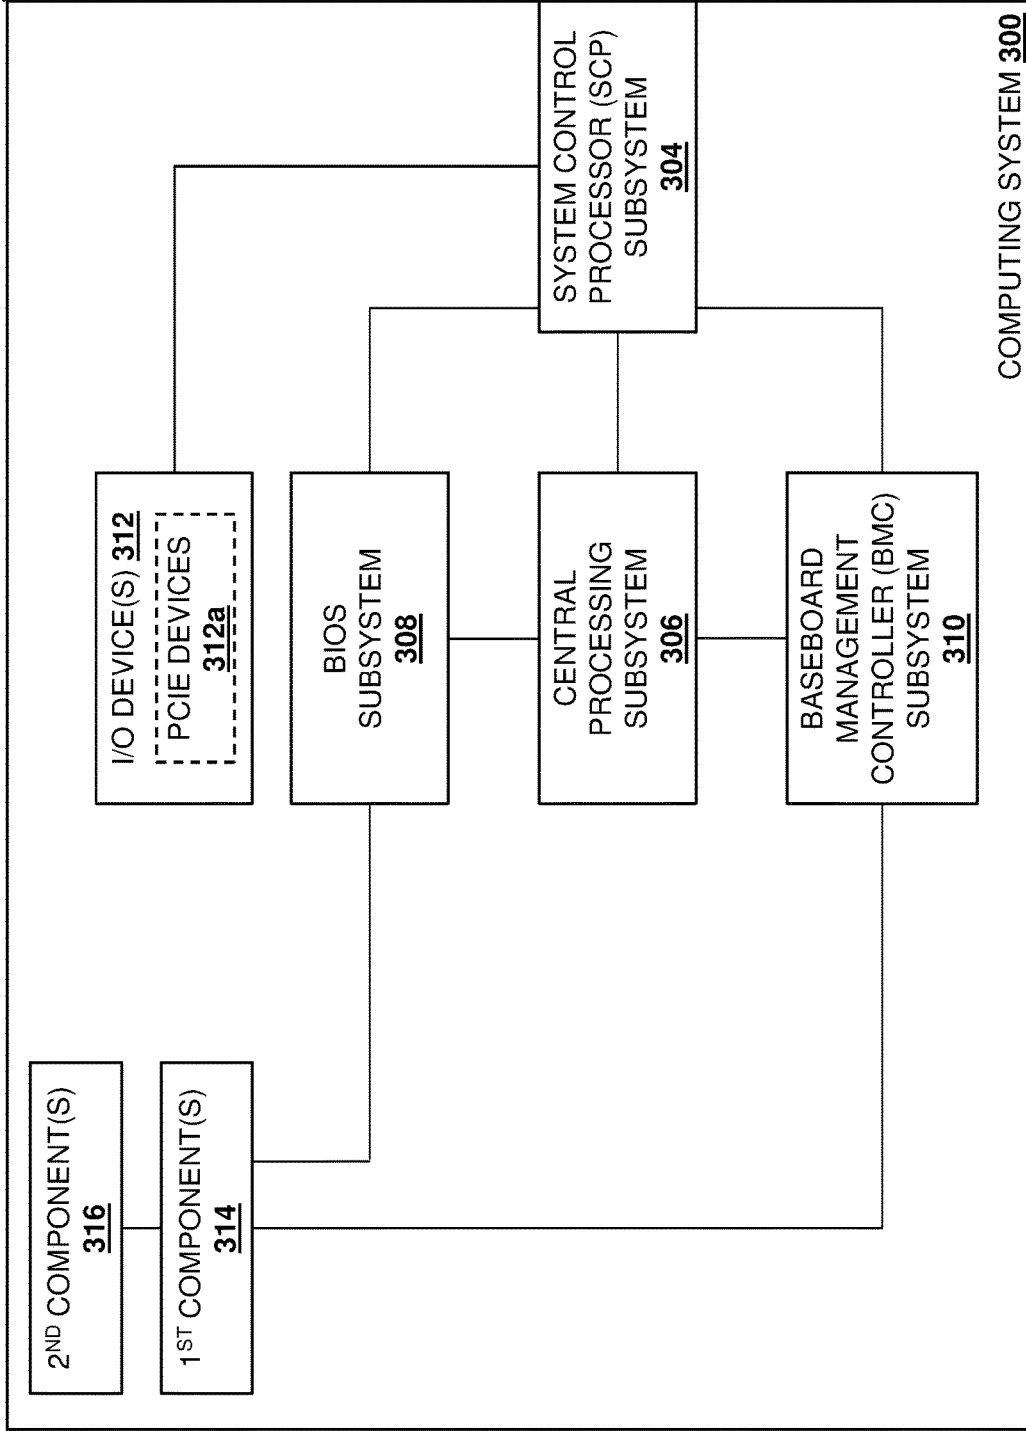 2ND COMPONENT(S)
316
1ST COMPONENT(S)
314
I/O DEVICE(S) 312
PCIE DEVICES
312a
BIOS
SUBSYSTEM
308
CENTRAL
PROCESSING
SUBSYSTEM
306
BASEBOARD
MANAGEMENT
CONTROLLER (BMC)
SUBSYSTEM
310
SYSTEM CONTROL
PROCESSOR (SCP)
SUBSYSTEM
304
COMPUTING SYSTEM 300